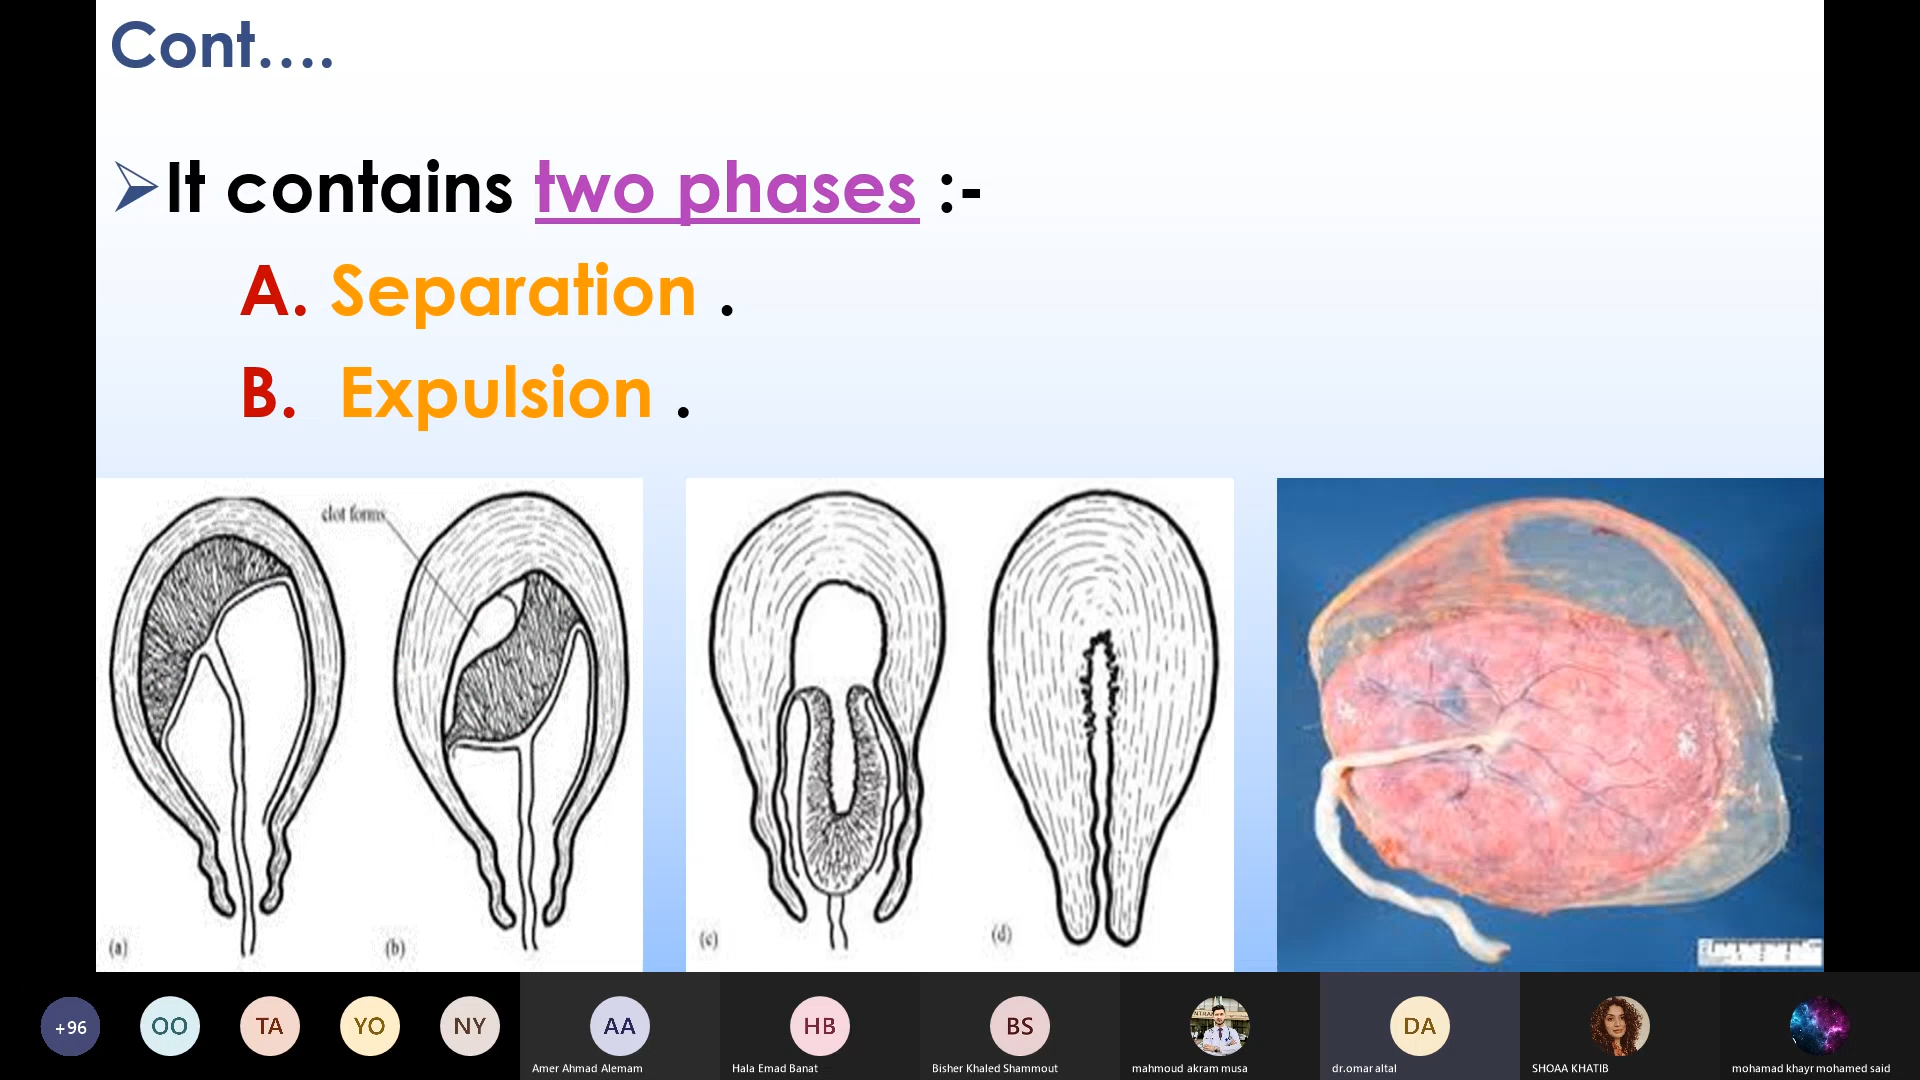 Cont....
It contains two phases :-
A. Separation .
B. Expulsion .
clot forms
(a)
(b)
(c)
(d)
+96
OO
TA
YO
NY
AA
HB
BS
DA
Amer Ahmad Alemam
Hala Emad Banat
Bisher Khaled Shammout
mahmoud akram musa
dr.omar altal
SHOAA KHATIB
mohamad khayr mohamed said